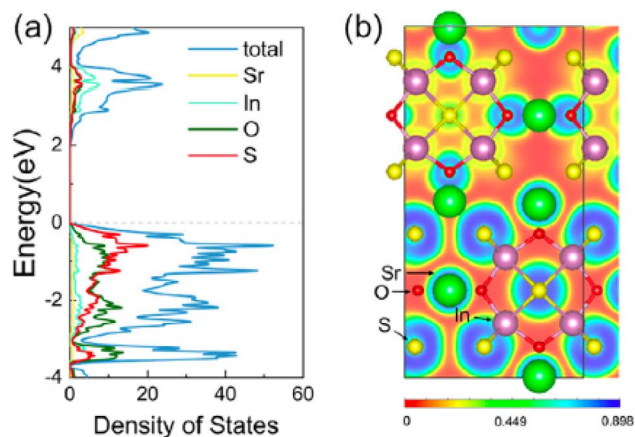 (a)
4
2
0
-2
-4
Energy(eV)
total
Sr
In
O
S
0
20
40
60
Density of States
(b)
Sr
O
In
S
0
0.449
0.898